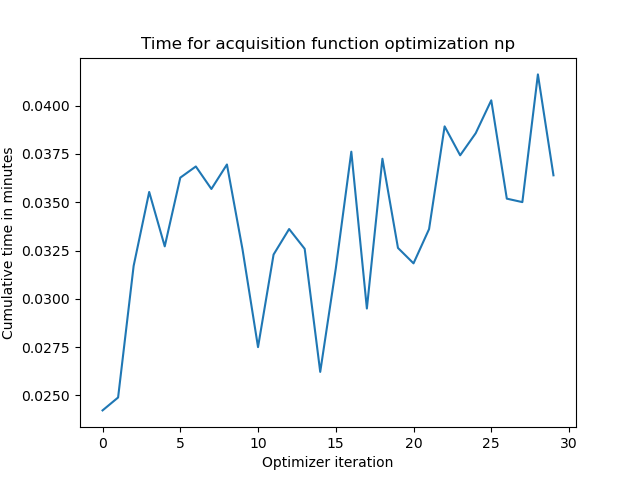 Time for acquisition function optimization np
Cumulative time in minutes
0.0400
0.0375
0.0350
0.0325
0.0300
0.0275
0.0250
0 5 10 15 20 25 30
Optimizer iteration